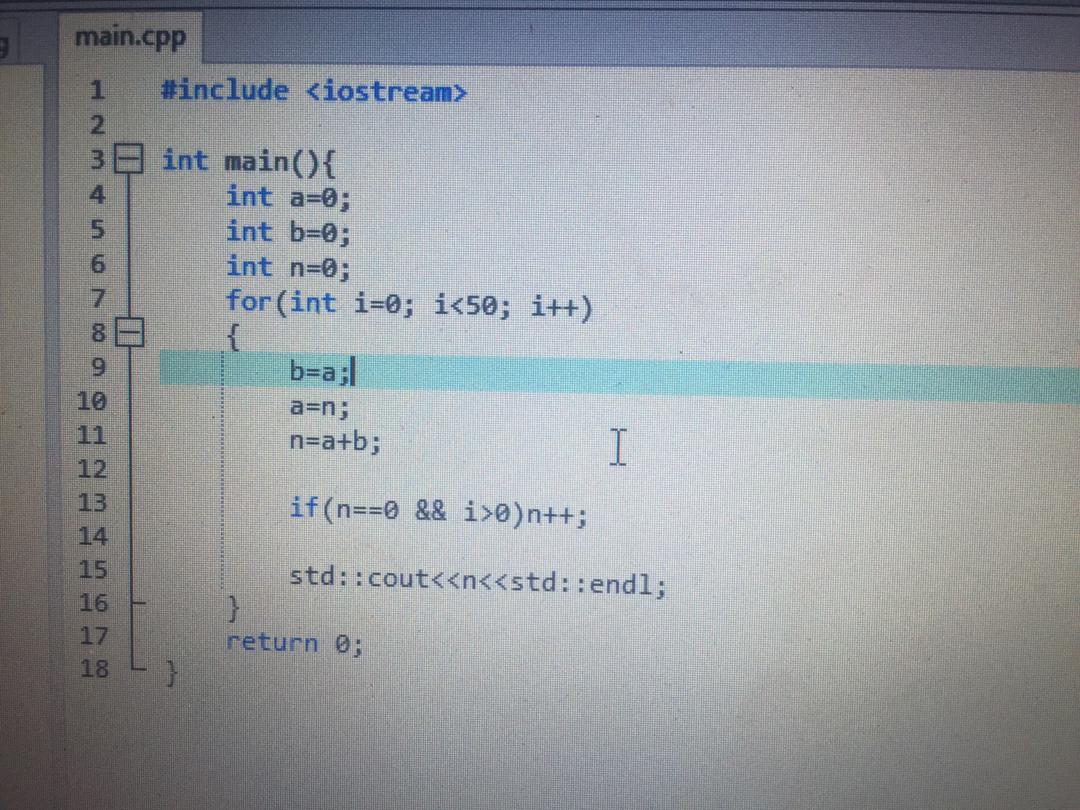 g main.cpp
1 #include <iostream>
2
3 int main(){
4 int a=0;
5 int b=0;
6 int n=0;
7 for(int i=0; i<50; i++)
8 {
9 b=a;
10 a=n;
11 n=a+b;
12
13 if(n==0 && i>0)n++;
14
15 std::cout<<n<<std::endl;
16 }
17 return 0;
18 }